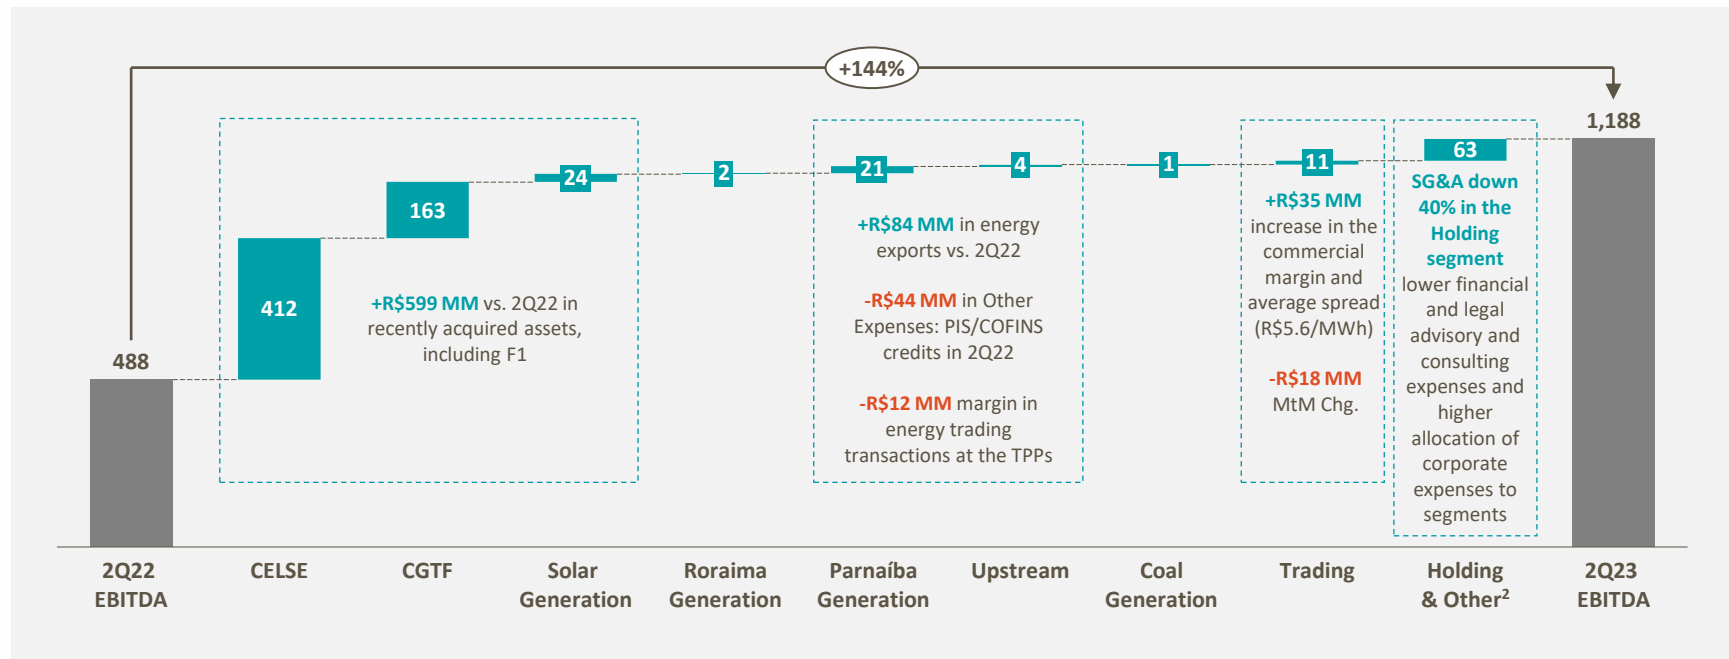 +144%
1,188
63
11
1
4
21
2
24
163
412
488
+R$599 MM vs. 2Q22 in
recently acquired assets,
including F1
+R$84 MM in energy
exports vs. 2Q22
-R$44 MM in Other
Expenses: PIS/COFINS
credits in 2Q22
-R$12 MM margin in
energy trading
transactions at the TPPs
+R$35 MM
increase in the
commercial
margin and
average spread
(R$5.6/MWh)
-R$18 MM
MtM Chg.
SG&A down
40% in the
Holding
segment
lower financial
and legal
advisory and
consulting
expenses and
higher
allocation of
corporate
expenses to
segments
2Q22
EBITDA
CELSE
CGTF
Solar
Generation
Roraima
Generation
Parnaíba
Generation
Upstream
Coal
Generation
Trading
Holding
& Other²
2Q23
EBITDA